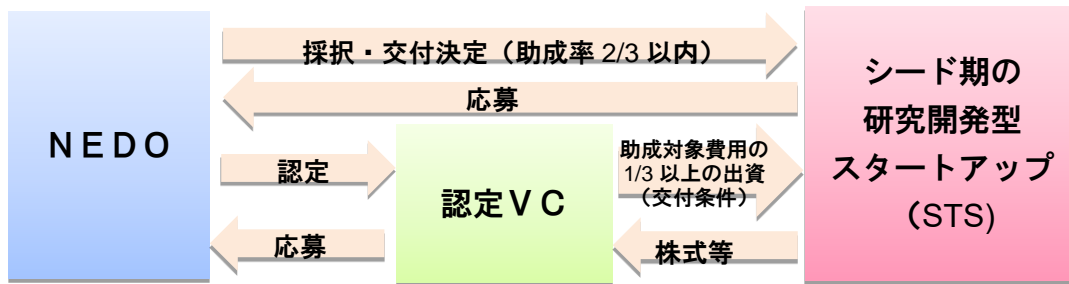 ＮＥＤＯ
採択・交付決定（助成率 2/3 以内）
応募
認定
応募
認定ＶＣ
助成対象費用の
1/3 以上の出資
（交付条件）
株式等
シード期の
研究開発型
スタートアップ
（STS)